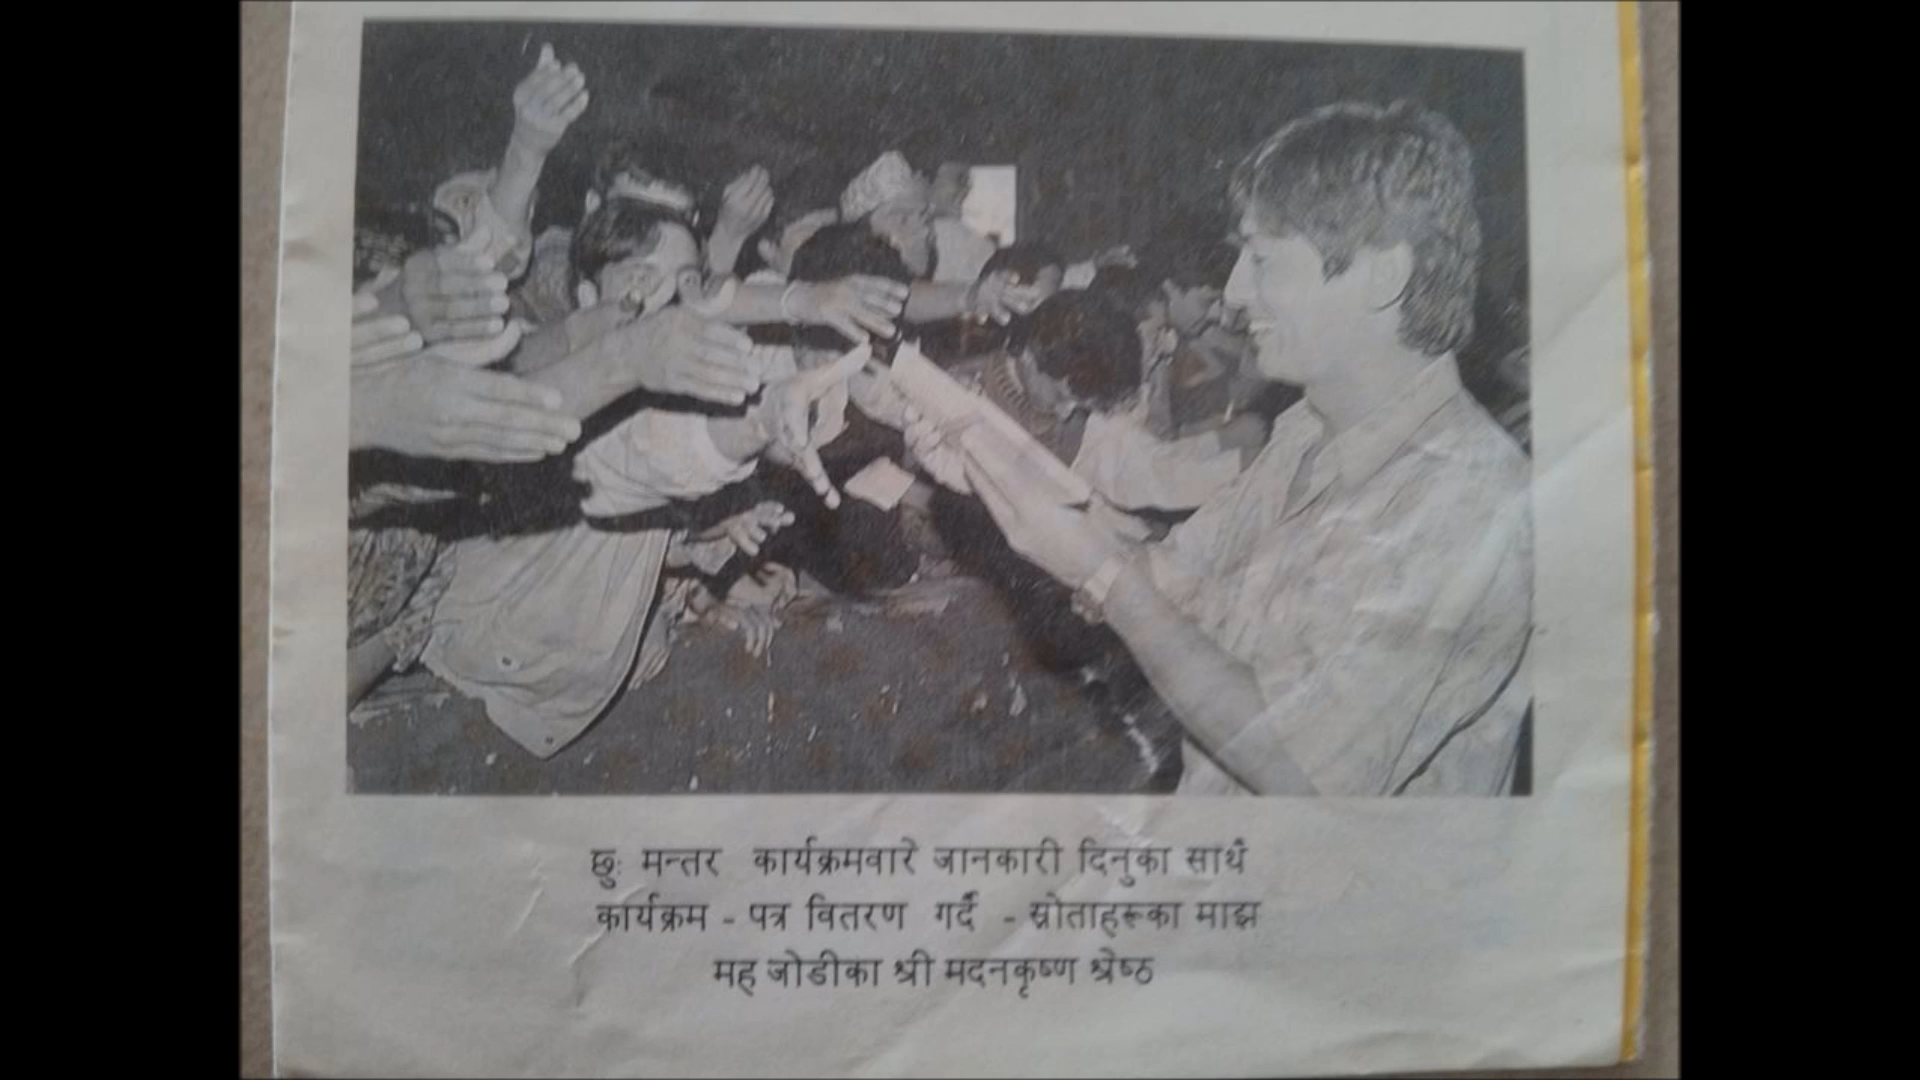 छुः मन्तर कार्यक्रमवारे जानकारी दिनुका साथै
कार्यक्रम - पत्र वितरण गर्दै - स्रोताहरूका माझ
मह जोडीका श्री मदनकृष्ण श्रेष्ठ